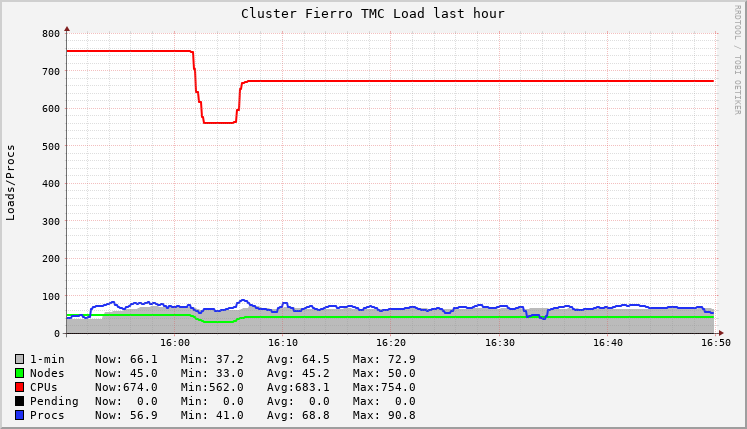 Cluster Fierro TMC Load last hour
RRDTOOL / TOBI OETIKER
Loads/Procs
800
700
600
500
400
300
200
100
0
16:00 16:10 16:20 16:30 16:40 16:50
1-min Now: 66.1 Min: 37.2 Avg: 64.5 Max: 72.9
Nodes Now: 45.0 Min: 33.0 Avg: 45.2 Max: 50.0
CPUs Now:674.0 Min:562.0 Avg:683.1 Max:754.0
Pending Now: 0.0 Min: 0.0 Avg: 0.0 Max: 0.0
Procs Now: 56.9 Min: 41.0 Avg: 68.8 Max: 90.8